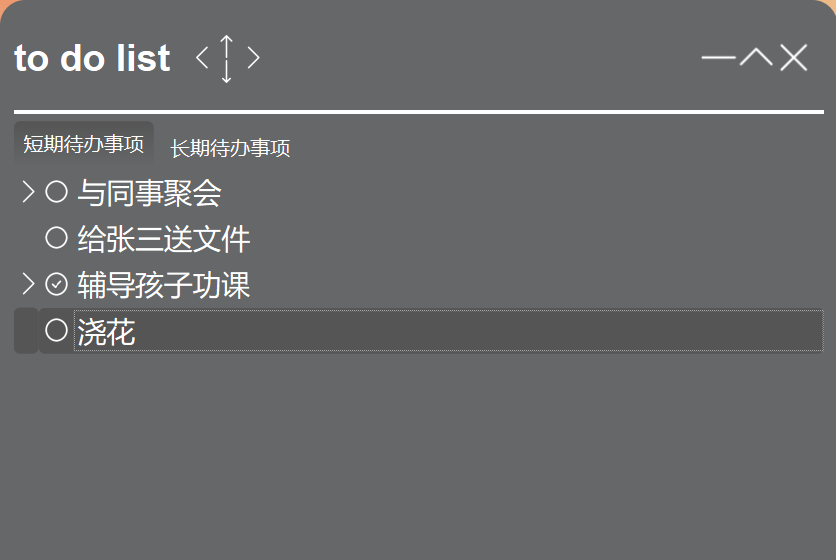 to do list
短期待办事项 长期待办事项
与同事聚会
给张三送文件
辅导孩子功课
浇花